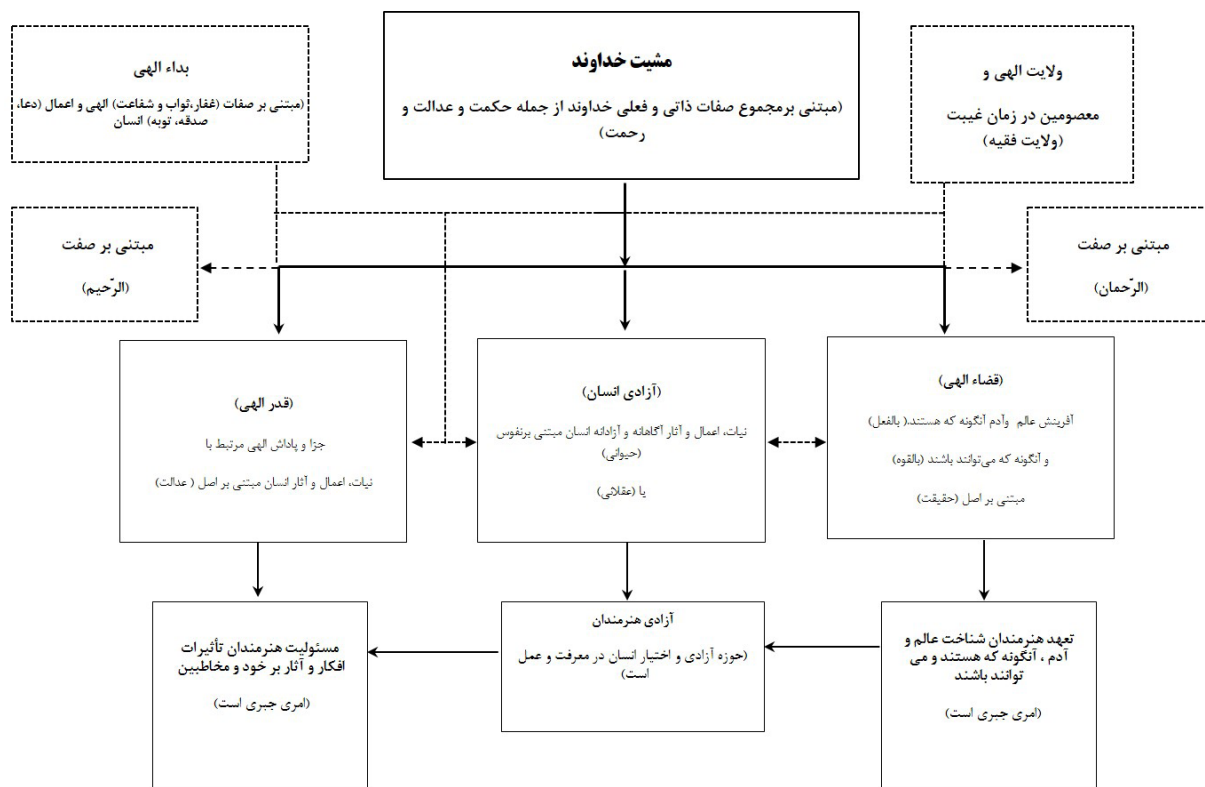 ولایت الهی و
معصومین در زمان غیبت
(ولایت فقیه)
مشیت خداوند
(مبتنی برمجموع صفات ذاتی و فعلی خداوند از جمله حکمت و عدالت و
رحمت)
بداء الهی
(مبتنی بر صفات (غفار،ثواب و شفاعت) الهی و اعمال (دعا،
صدقه، توبه) انسان
مبتنی بر صفت
(الرّحمان)
مبتنی بر صفت
(الرّحیم)
(قضاء الهی)
آفرینش عالم وآدم آنگونه که هستند.( بالفعل)
و آنگونه که می‌توانند باشند (بالقوه)
مبتنی بر اصل (حقیقت)
(آزادی انسان)
نیات، اعمال و آثار آگاهانه و آزادانه انسان مبتنی برنفوس
(حیوانی)
یا (عقلانی)
(قدر الهی)
جزا و پاداش الهی مرتبط با
نیات، اعمال و آثار انسان مبتنی بر اصل ( عدالت)
تعهد هنرمندان شناخت عالم و
آدم ، آنگونه که هستند و می
توانند باشند
(امری جبری است)
آزادی هنرمندان
(حوزه آزادی و اختیار انسان در معرفت و عمل
است)
مسئولیت هنرمندان تأثیرات
افکار و آثار بر خود و مخاطبین
(امری جبری است)